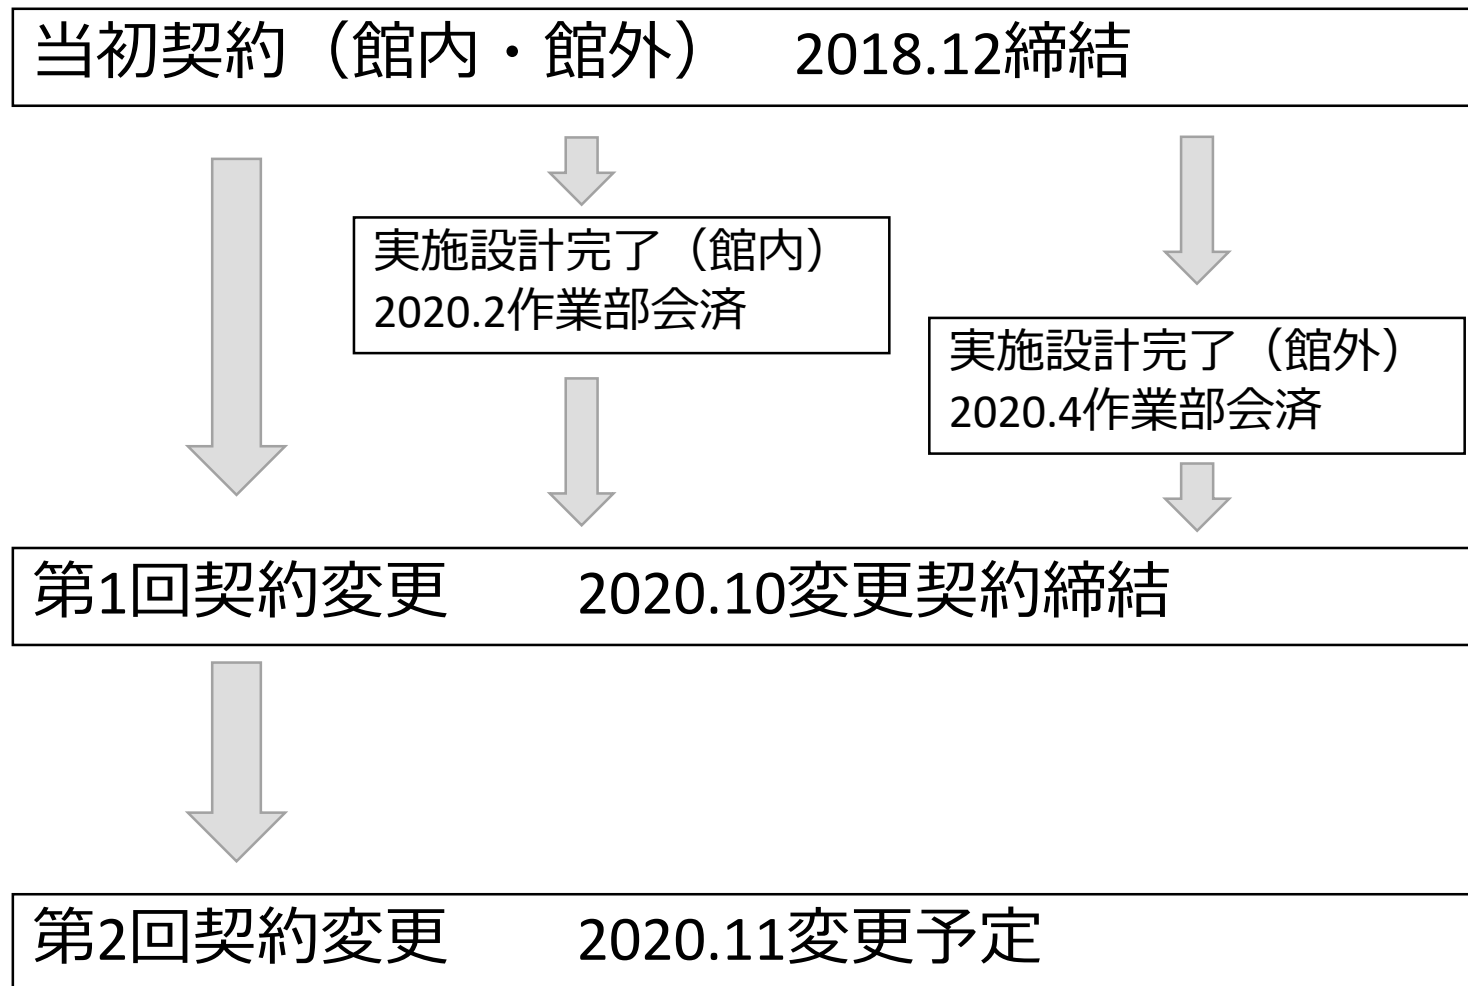 当初契約（館内・館外）　2018.12締結
実施設計完了（館内）
2020.2作業部会済
実施設計完了（館外）
2020.4作業部会済
第1回契約変更　　2020.10変更契約締結
第2回契約変更　　2020.11変更予定